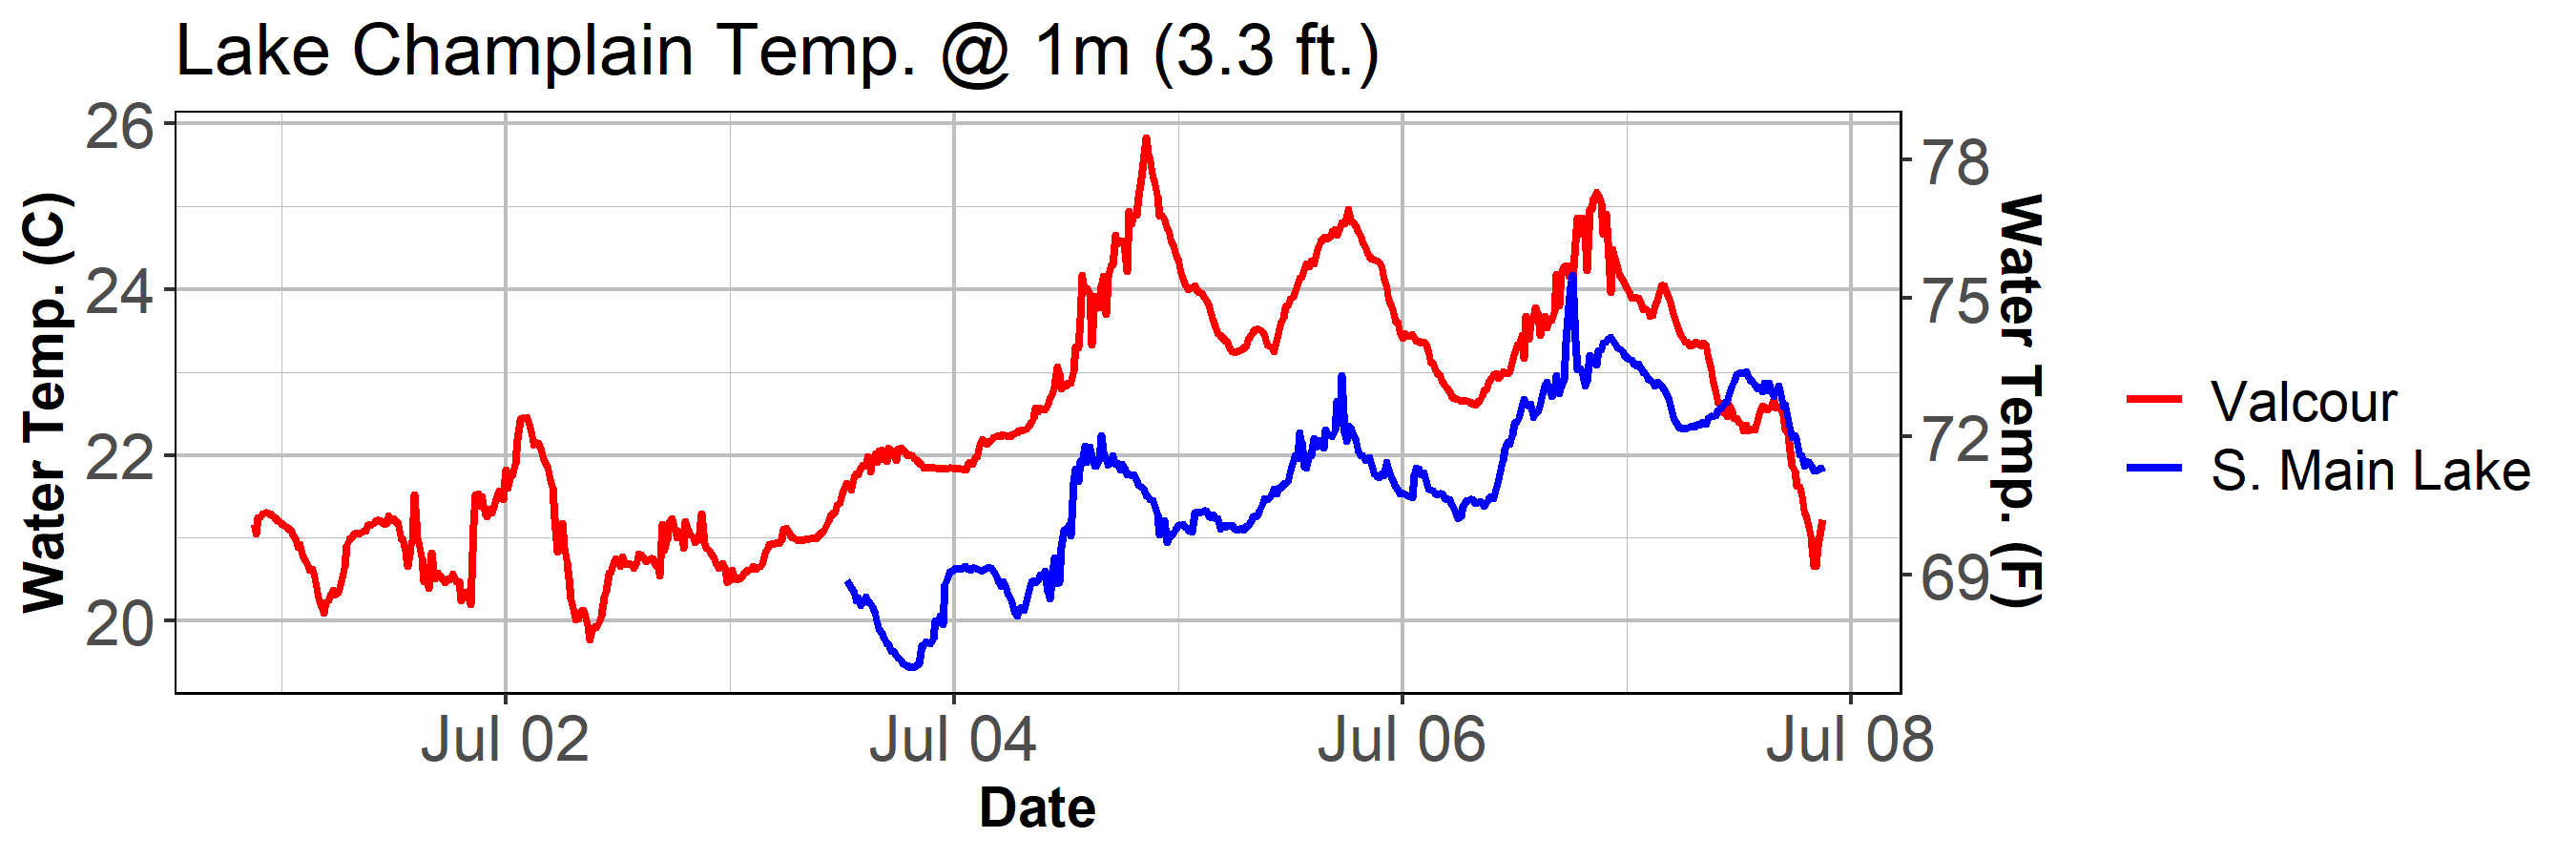 Lake Champlain Temp. @ 1m (3.3 ft.)
26
24
22
20
Water Temp. (C)
78
75
72
69
Water Temp. (F)
Jul 02
Jul 04
Jul 06
Jul 08
Date
Valcour
S. Main Lake